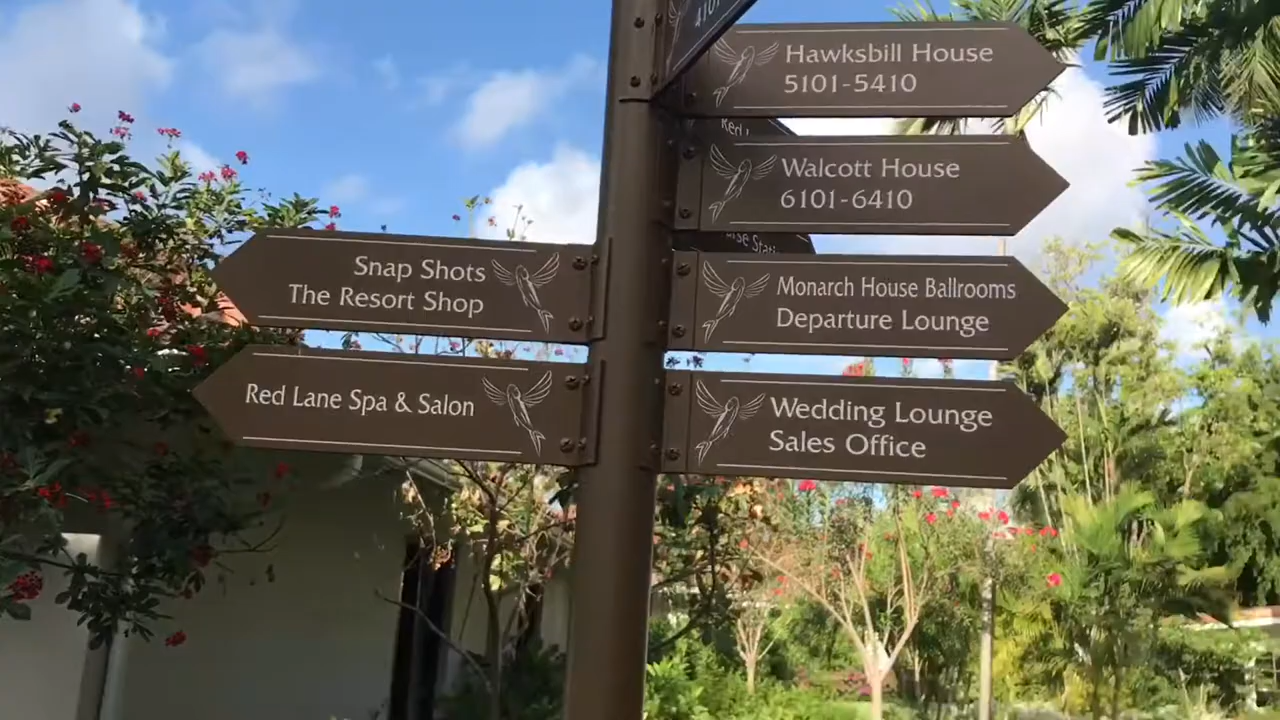 Hawksbill House
5101-5410
Walcott House
6101-6410
Snap Shots
The Resort Shop
Monarch House Ballrooms
Departure Lounge
Red Lane Spa & Salon
Wedding Lounge
Sales Office